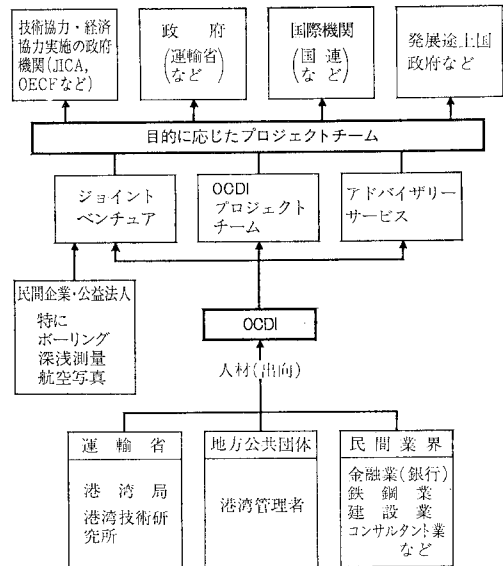 技術協力・経済
協力実施の政府
機関(JICA,
OECFなど)
政府
(運輸省
など)
国際機関
(国連
など)
発展途上国
政府など
目的に応じたプロジェクトチーム
ジョイント
ベンチュア
OCDI
プロジェクト
チーム
アドバイザリー
サービス
民間企業・公益法人
特に
ボーリング
深浅測量
航空写真
OCDI
人材(出向)
運輸省
港湾局
港湾技術研
究所
地方公共団体
港湾管理者
民間業界
金融業(銀行)
鉄鋼業
建設業
コンサルタント業
など